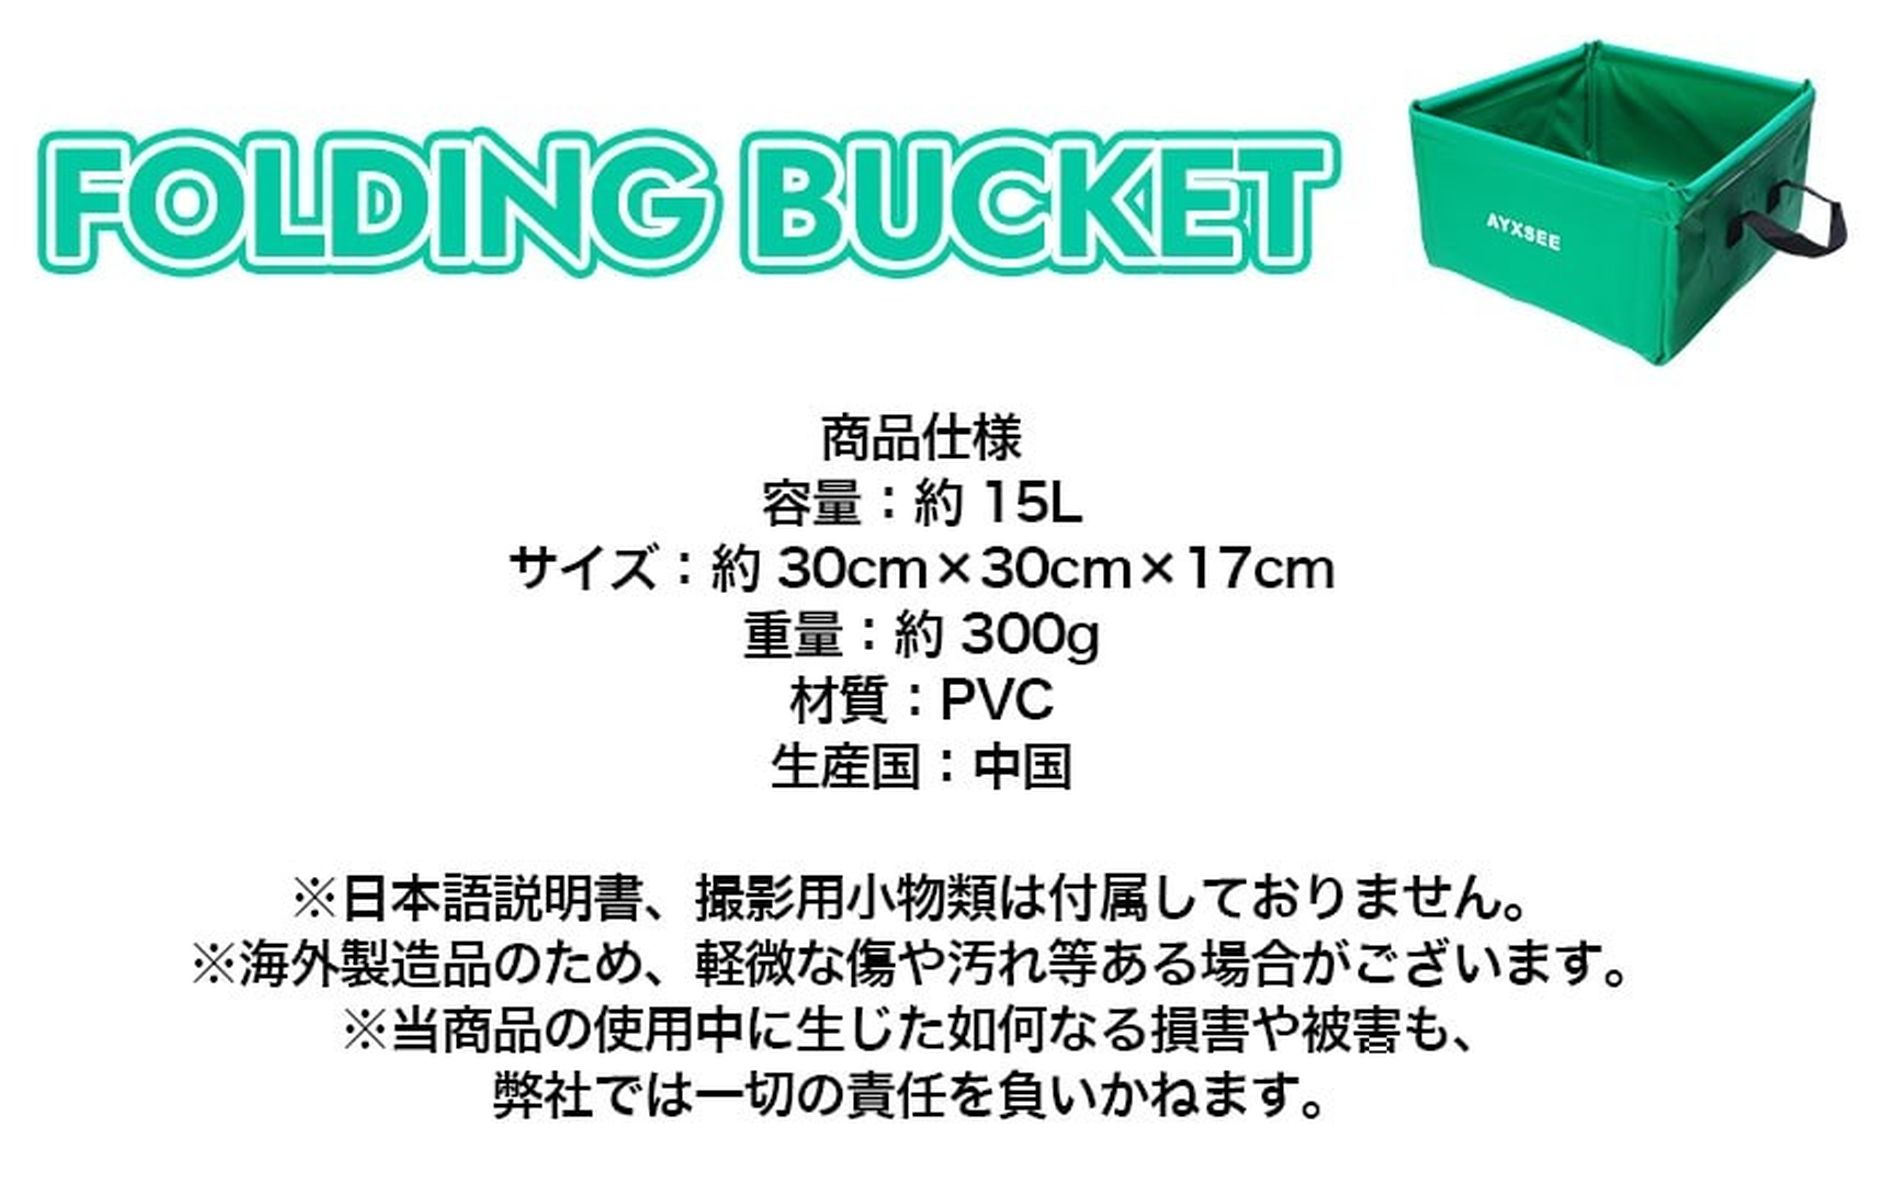 FOLDING BUCKET
AYXSEE
商品仕様
容量：約 15L
サイズ：約 30cm×30cm×17cm
重量：約 300g
材質：PVC
生産国：中国
※日本語説明書、撮影用小物類は付属しておりません。
※海外製造品のため、軽微な傷や汚れ等ある場合がございます。
※当商品の使用中に生じた如何なる損害や被害も、
弊社では一切の責任を負いかねます。